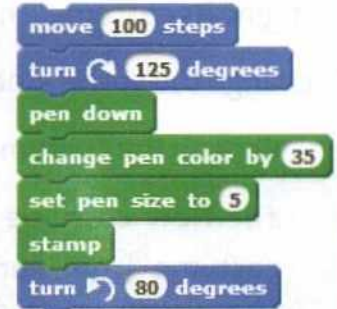 move 100 steps
turn 125 degrees
pen down
change pen color by 35
set pen size to 5
stamp
turn 80 degrees